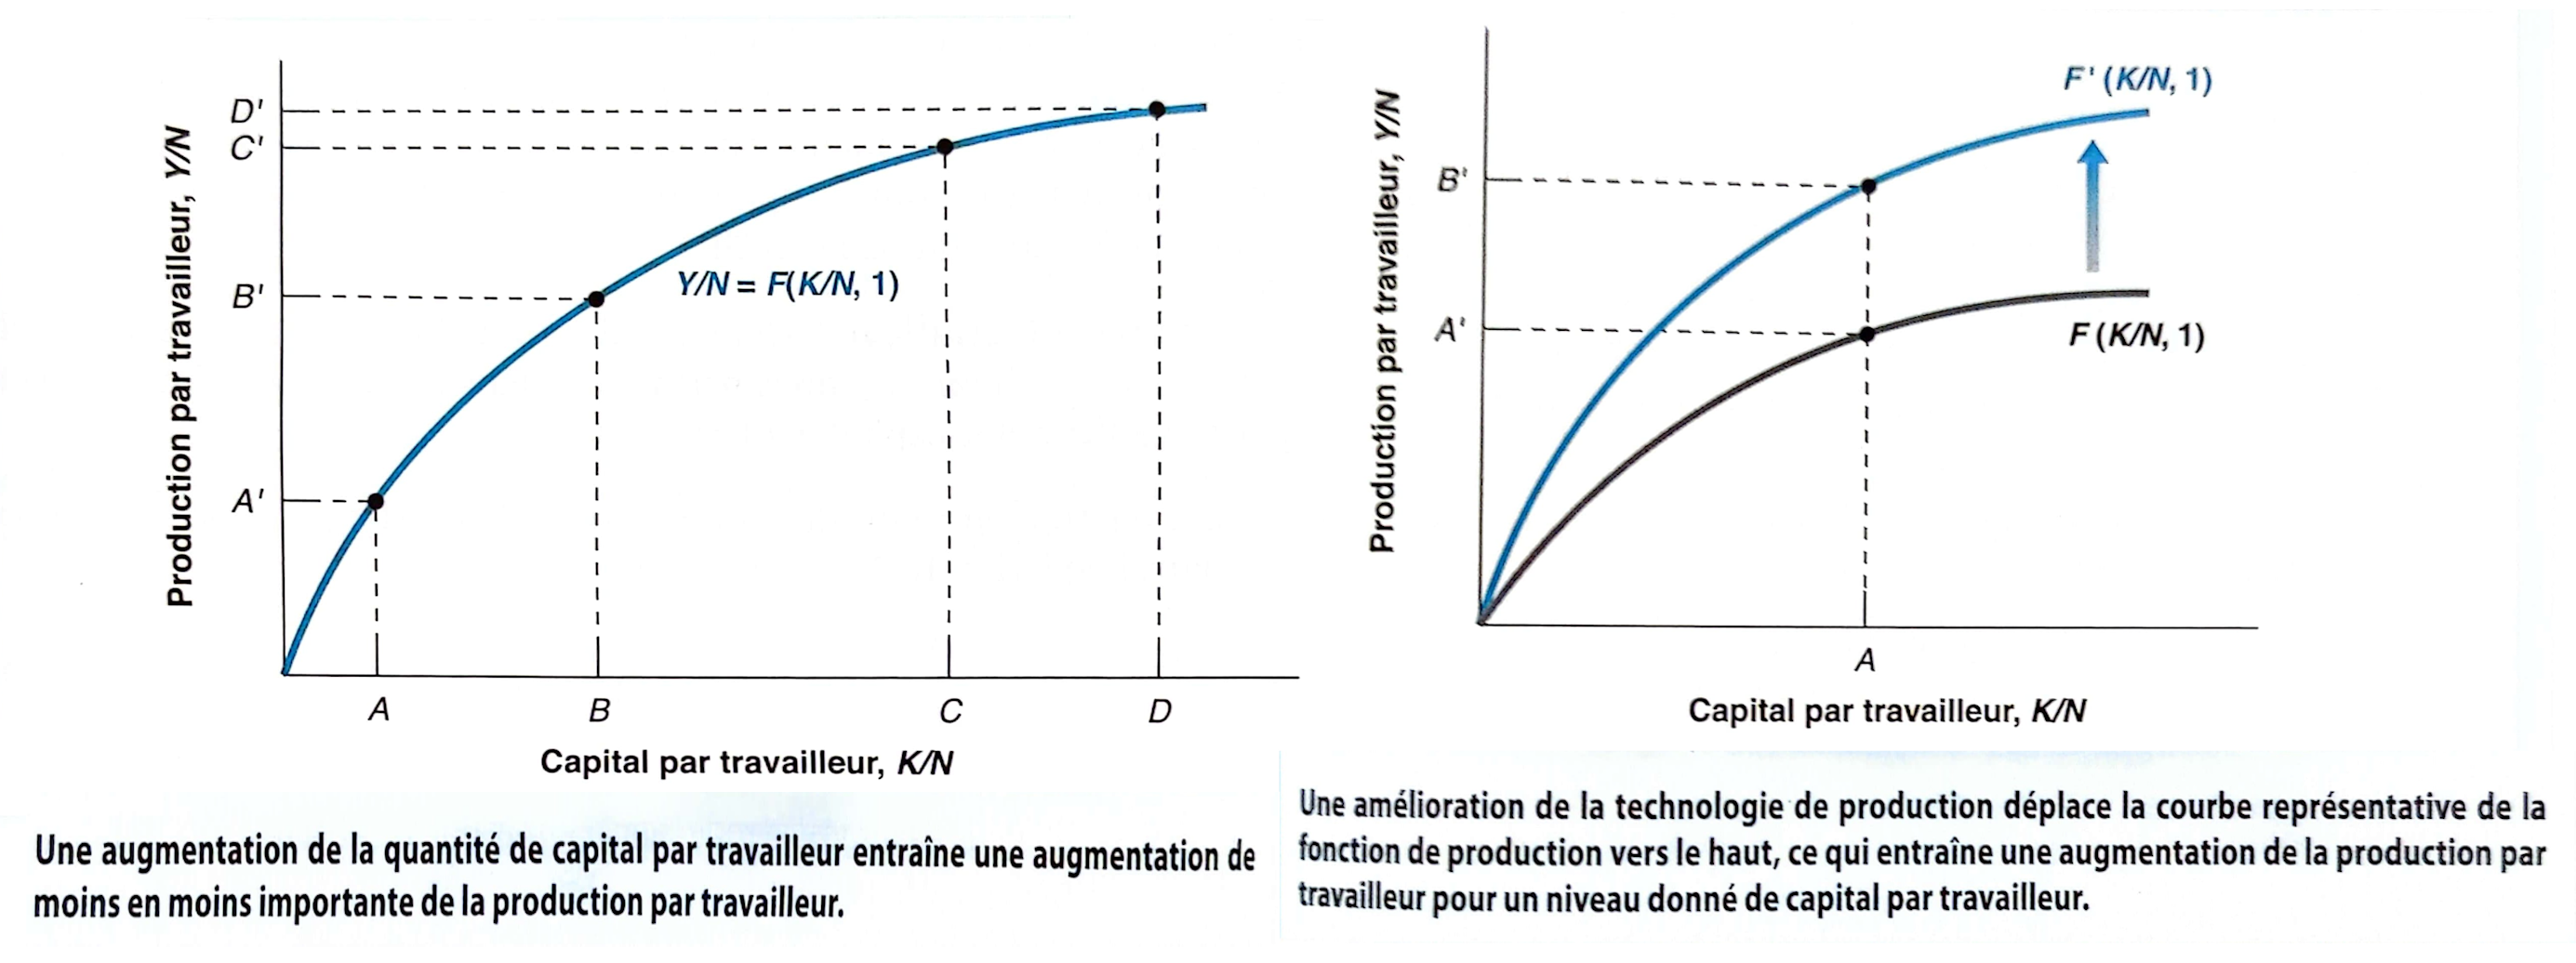 D'
C'
B'
A'
Production par travailleur, Y/N
Y/N = F(K/N, 1)
A B C D
Capital par travailleur, K/N
Une augmentation de la quantité de capital par travailleur entraîne une augmentation de
moins en moins importante de la production par travailleur.
F' (K/N, 1)
B'
A'
Production par travailleur, Y/N
F (K/N, 1)
A
Capital par travailleur, K/N
Une amélioration de la technologie de production déplace la courbe représentative de la
fonction de production vers le haut, ce qui entraîne une augmentation de la production par
travailleur pour un niveau donné de capital par travailleur.